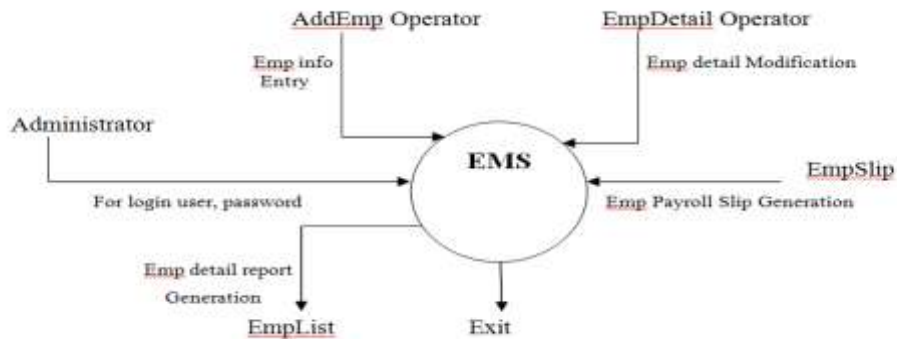 AddEmp Operator
EmpDetail Operator
Emp info
Entry
Emp detail Modification
Administrator
EMS
EmpSlip
For login user, password
Emp Payroll Slip Generation
Emp detail report
Generation
EmpList
Exit